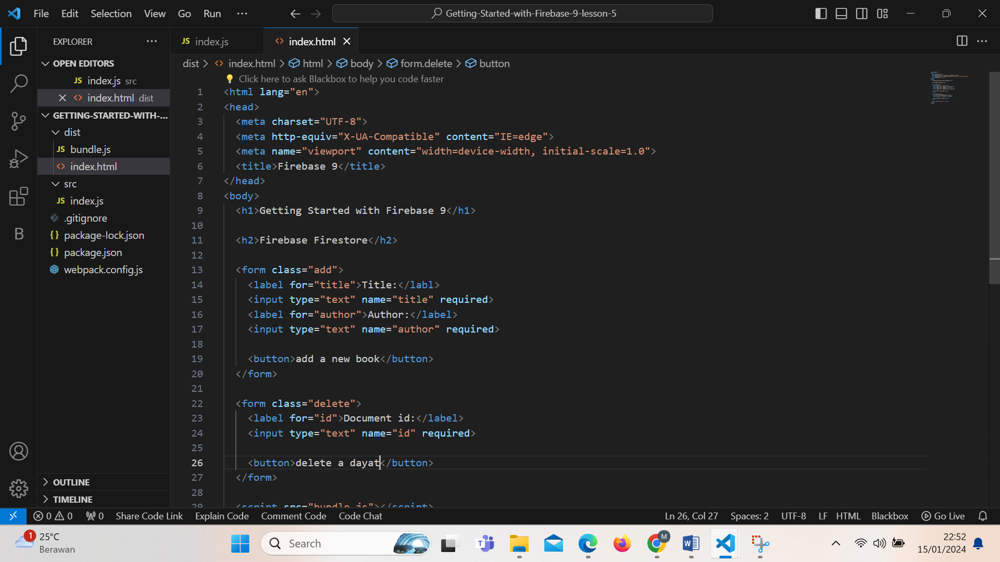 File Edit Selection View Go Run ··· Getting-Started-with-Firebase-9-lesson-5
EXPLORER
OPEN EDITORS
JS index.js src
index.html dist
GETTING-STARTED-WITH-...
dist
JS bundle.js
index.html
src
JS index.js
.gitignore
{} package-lock.json
{} package.json
webpack.config.js
B
OUTLINE
TIMELINE
JS index.js
<> index.html
dist > <> index.html > html > body > form.delete > button
Click here to ask Blackbox to help you code faster
1 <html lang="en">
2 <head>
3 <meta charset="UTF-8">
4 <meta http-equiv="X-UA-Compatible" content="IE=edge">
5 <meta name="viewport" content="width=device-width, initial-scale=1.0">
6 <title>Firebase 9</title>
7 </head>
8 <body>
9 <h1>Getting Started with Firebase 9</h1>
10
11 <h2>Firebase Firestore</h2>
12
13 <form class="add">
14 <label for="title">Title:</labl>
15 <input type="text" name="title" required>
16 <label for="author">Author:</label>
17 <input type="text" name="author" required>
18
19 <button>add a new book</button>
20 </form>
21
22 <form class="delete">
23 <label for="id">Document id:</label>
24 <input type="text" name="id" required>
25
26 <button>delete a dayat</button>
27 </form>
28
29 <script src="bundle.js"></script>
0 0 0 Share Code Link Explain Code Comment Code Code Chat Ln 26, Col 27 Spaces: 2 UTF-8 LF HTML Blackbox Go Live
1 25°C
Berawan
Search
M
22:52
15/01/2024